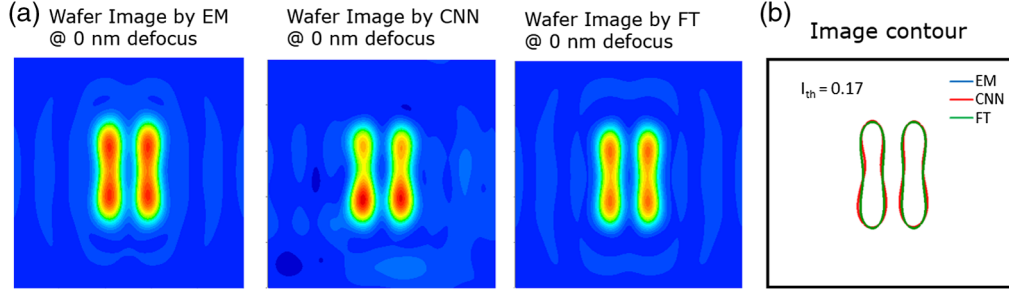 (a)
Wafer Image by EM
@ 0 nm defocus
Wafer Image by CNN
@ 0 nm defocus
Wafer Image by FT
@ 0 nm defocus
(b)
Image contour
I_th = 0.17
EM
CNN
FT